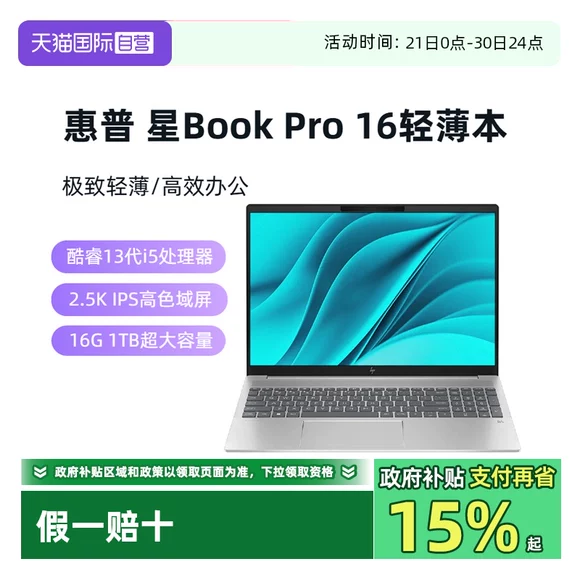 天猫国际自营
活动时间: 21日0点-30日24点
惠普 星Book Pro 16轻薄本
极致轻薄/高效办公
酷睿13代i5处理器
2.5K IPS高色域屏
16G 1TB超大容量
政府补贴区域和政策以领取页面为准，下拉领取资格
政府补贴 支付再省
15%起
假一赔十